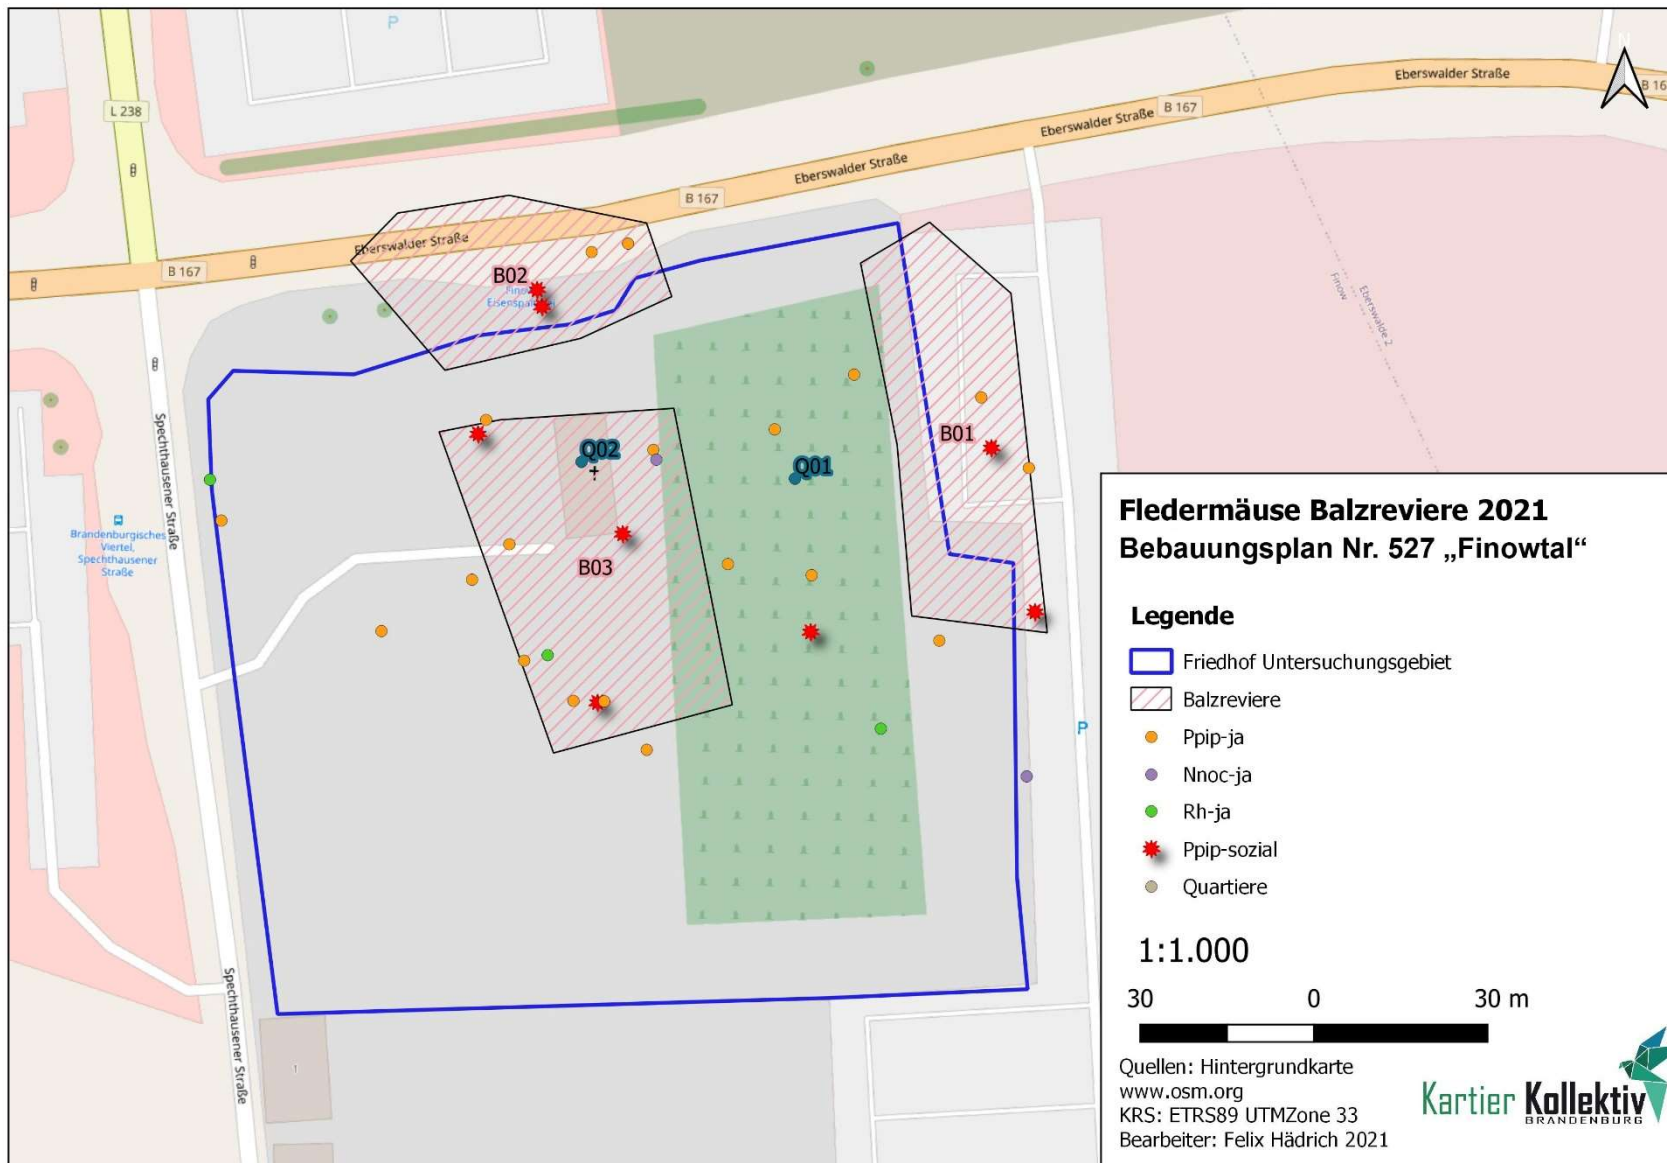 P
L 238
Eberswalder Straße
B 167
Eberswalder Straße
B 167
Eberswalder Straße
B 167
Eberswalder Straße
B 167
N
B 16
B02
Finow
Eisenspalterei
Finow
Eberswalde 2
Q02
Q01
B01
B03
Spechthausener Straße
Brandenburgisches
Viertel,
Spechthausener
Straße
P
Spechthausener Straße
Fledermäuse Balzreviere 2021
Bebauungsplan Nr. 527 „Finowtal“
Legende
Friedhof Untersuchungsgebiet
Balzreviere
Ppip-ja
Nnoc-ja
Rh-ja
Ppip-sozial
Quartiere
1:1.000
30 0 30 m
Quellen: Hintergrundkarte
www.osm.org
KRS: ETRS89 UTMZone 33
Bearbeiter: Felix Hädrich 2021
Kartier Kollektiv
BRANDENBURG